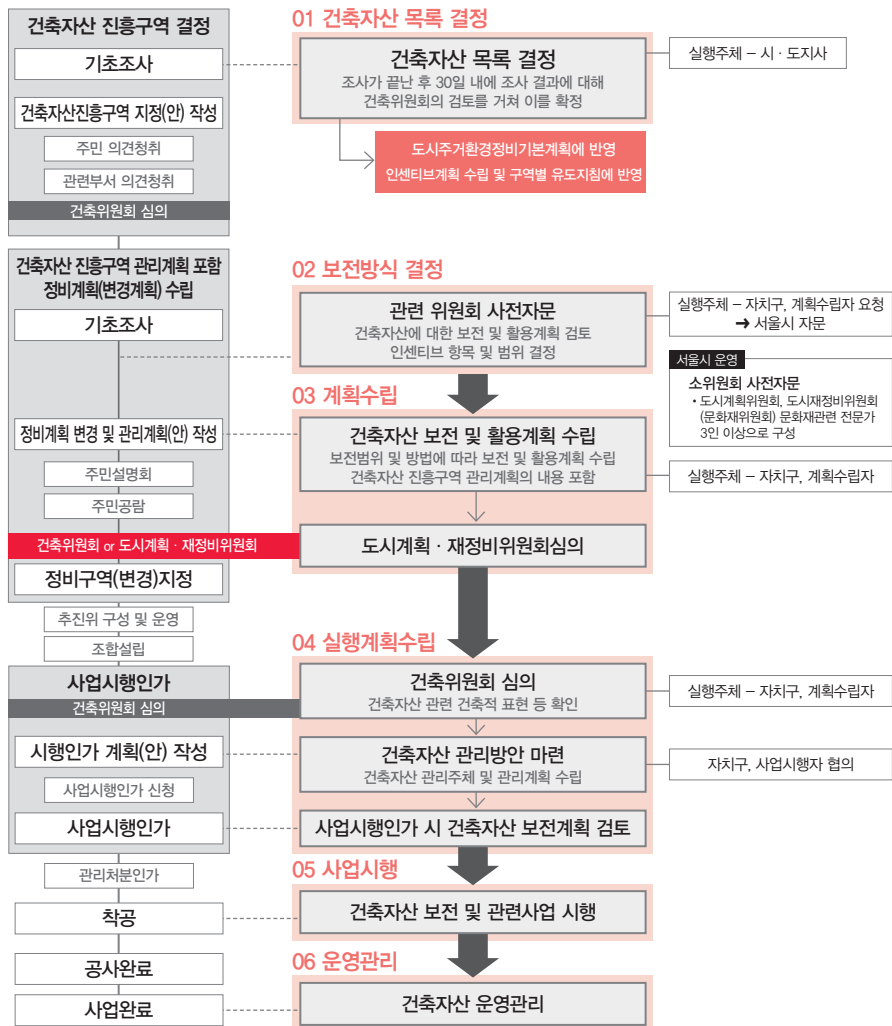 건축자산 진흥구역 결정
기초조사
건축자산진흥구역 지정(안) 작성
주민 의견청취
관련부서 의견청취
건축위원회 심의
01 건축자산 목록 결정
건축자산 목록 결정
조사가 끝난 후 30일 내에 조사 결과에 대해
건축위원회의 검토를 거쳐 이를 확정
실행주체 – 시 · 도지사
도시주거환경정비기본계획에 반영
인센티브계획 수립 및 구역별 유도지침에 반영
건축자산 진흥구역 관리계획 포함
정비계획(변경계획) 수립
기초조사
정비계획 변경 및 관리계획(안) 작성
주민설명회
주민공람
건축위원회 or 도시계획 · 재정비위원회
정비구역(변경)지정
추진위 구성 및 운영
조합설립
02 보전방식 결정
관련 위원회 사전자문
건축자산에 대한 보전 및 활용계획 검토
인센티브 항목 및 범위 결정
실행주체 – 자치구, 계획수립자 요청
➔ 서울시 자문
서울시 운영
소위원회 사전자문
• 도시계획위원회, 도시재정비위원회
(문화재위원회) 문화재관련 전문가
3인 이상으로 구성
03 계획수립
건축자산 보전 및 활용계획 수립
보전범위 및 방법에 따라 보전 및 활용계획 수립
건축자산 진흥구역 관리계획의 내용 포함
실행주체 – 자치구, 계획수립자
도시계획 · 재정비위원회심의
사업시행인가
건축위원회 심의
시행인가 계획(안) 작성
사업시행인가 신청
사업시행인가
관리처분인가
착공
공사완료
사업완료
04 실행계획수립
건축위원회 심의
건축자산 관련 건축적 표현 등 확인
실행주체 – 자치구, 계획수립자
건축자산 관리방안 마련
건축자산 관리주체 및 관리계획 수립
자치구, 사업시행자 협의
사업시행인가 시 건축자산 보전계획 검토
05 사업시행
건축자산 보전 및 관련사업 시행
06 운영관리
건축자산 운영관리